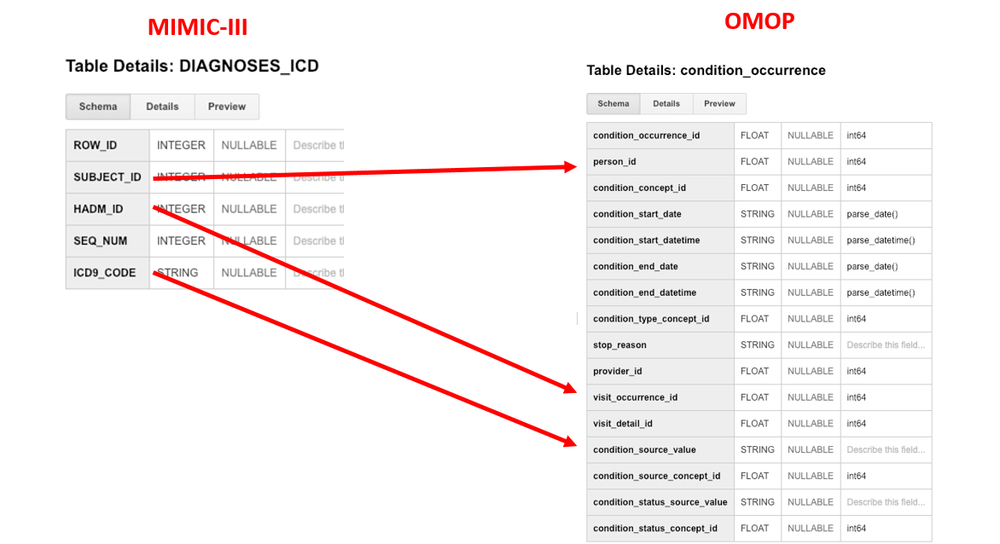 MIMIC-III
Table Details: DIAGNOSES_ICD
Schema Details Preview
ROW_ID INTEGER NULLABLE Describe tl
SUBJECT_ID INTEGER NULLABLE Describe tl
HADM_ID INTEGER NULLABLE Describe tl
SEQ_NUM INTEGER NULLABLE Describe tl
ICD9_CODE STRING NULLABLE Describe tl
OMOP
Table Details: condition_occurrence
Schema Details Preview
condition_occurrence_id FLOAT NULLABLE int64
person_id FLOAT NULLABLE int64
condition_concept_id FLOAT NULLABLE int64
condition_start_date STRING NULLABLE parse_date()
condition_start_datetime STRING NULLABLE parse_datetime()
condition_end_date STRING NULLABLE parse_date()
condition_end_datetime STRING NULLABLE parse_datetime()
condition_type_concept_id FLOAT NULLABLE int64
stop_reason STRING NULLABLE Describe this field...
provider_id FLOAT NULLABLE int64
visit_occurrence_id FLOAT NULLABLE int64
visit_detail_id FLOAT NULLABLE int64
condition_source_value STRING NULLABLE Describe this field...
condition_source_concept_id FLOAT NULLABLE int64
condition_status_source_value STRING NULLABLE Describe this field...
condition_status_concept_id FLOAT NULLABLE int64